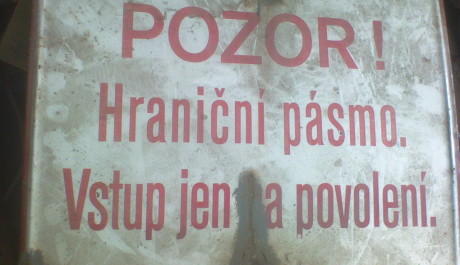 POZOR!
Hraniční pásmo.
Vstup jen a povolení.